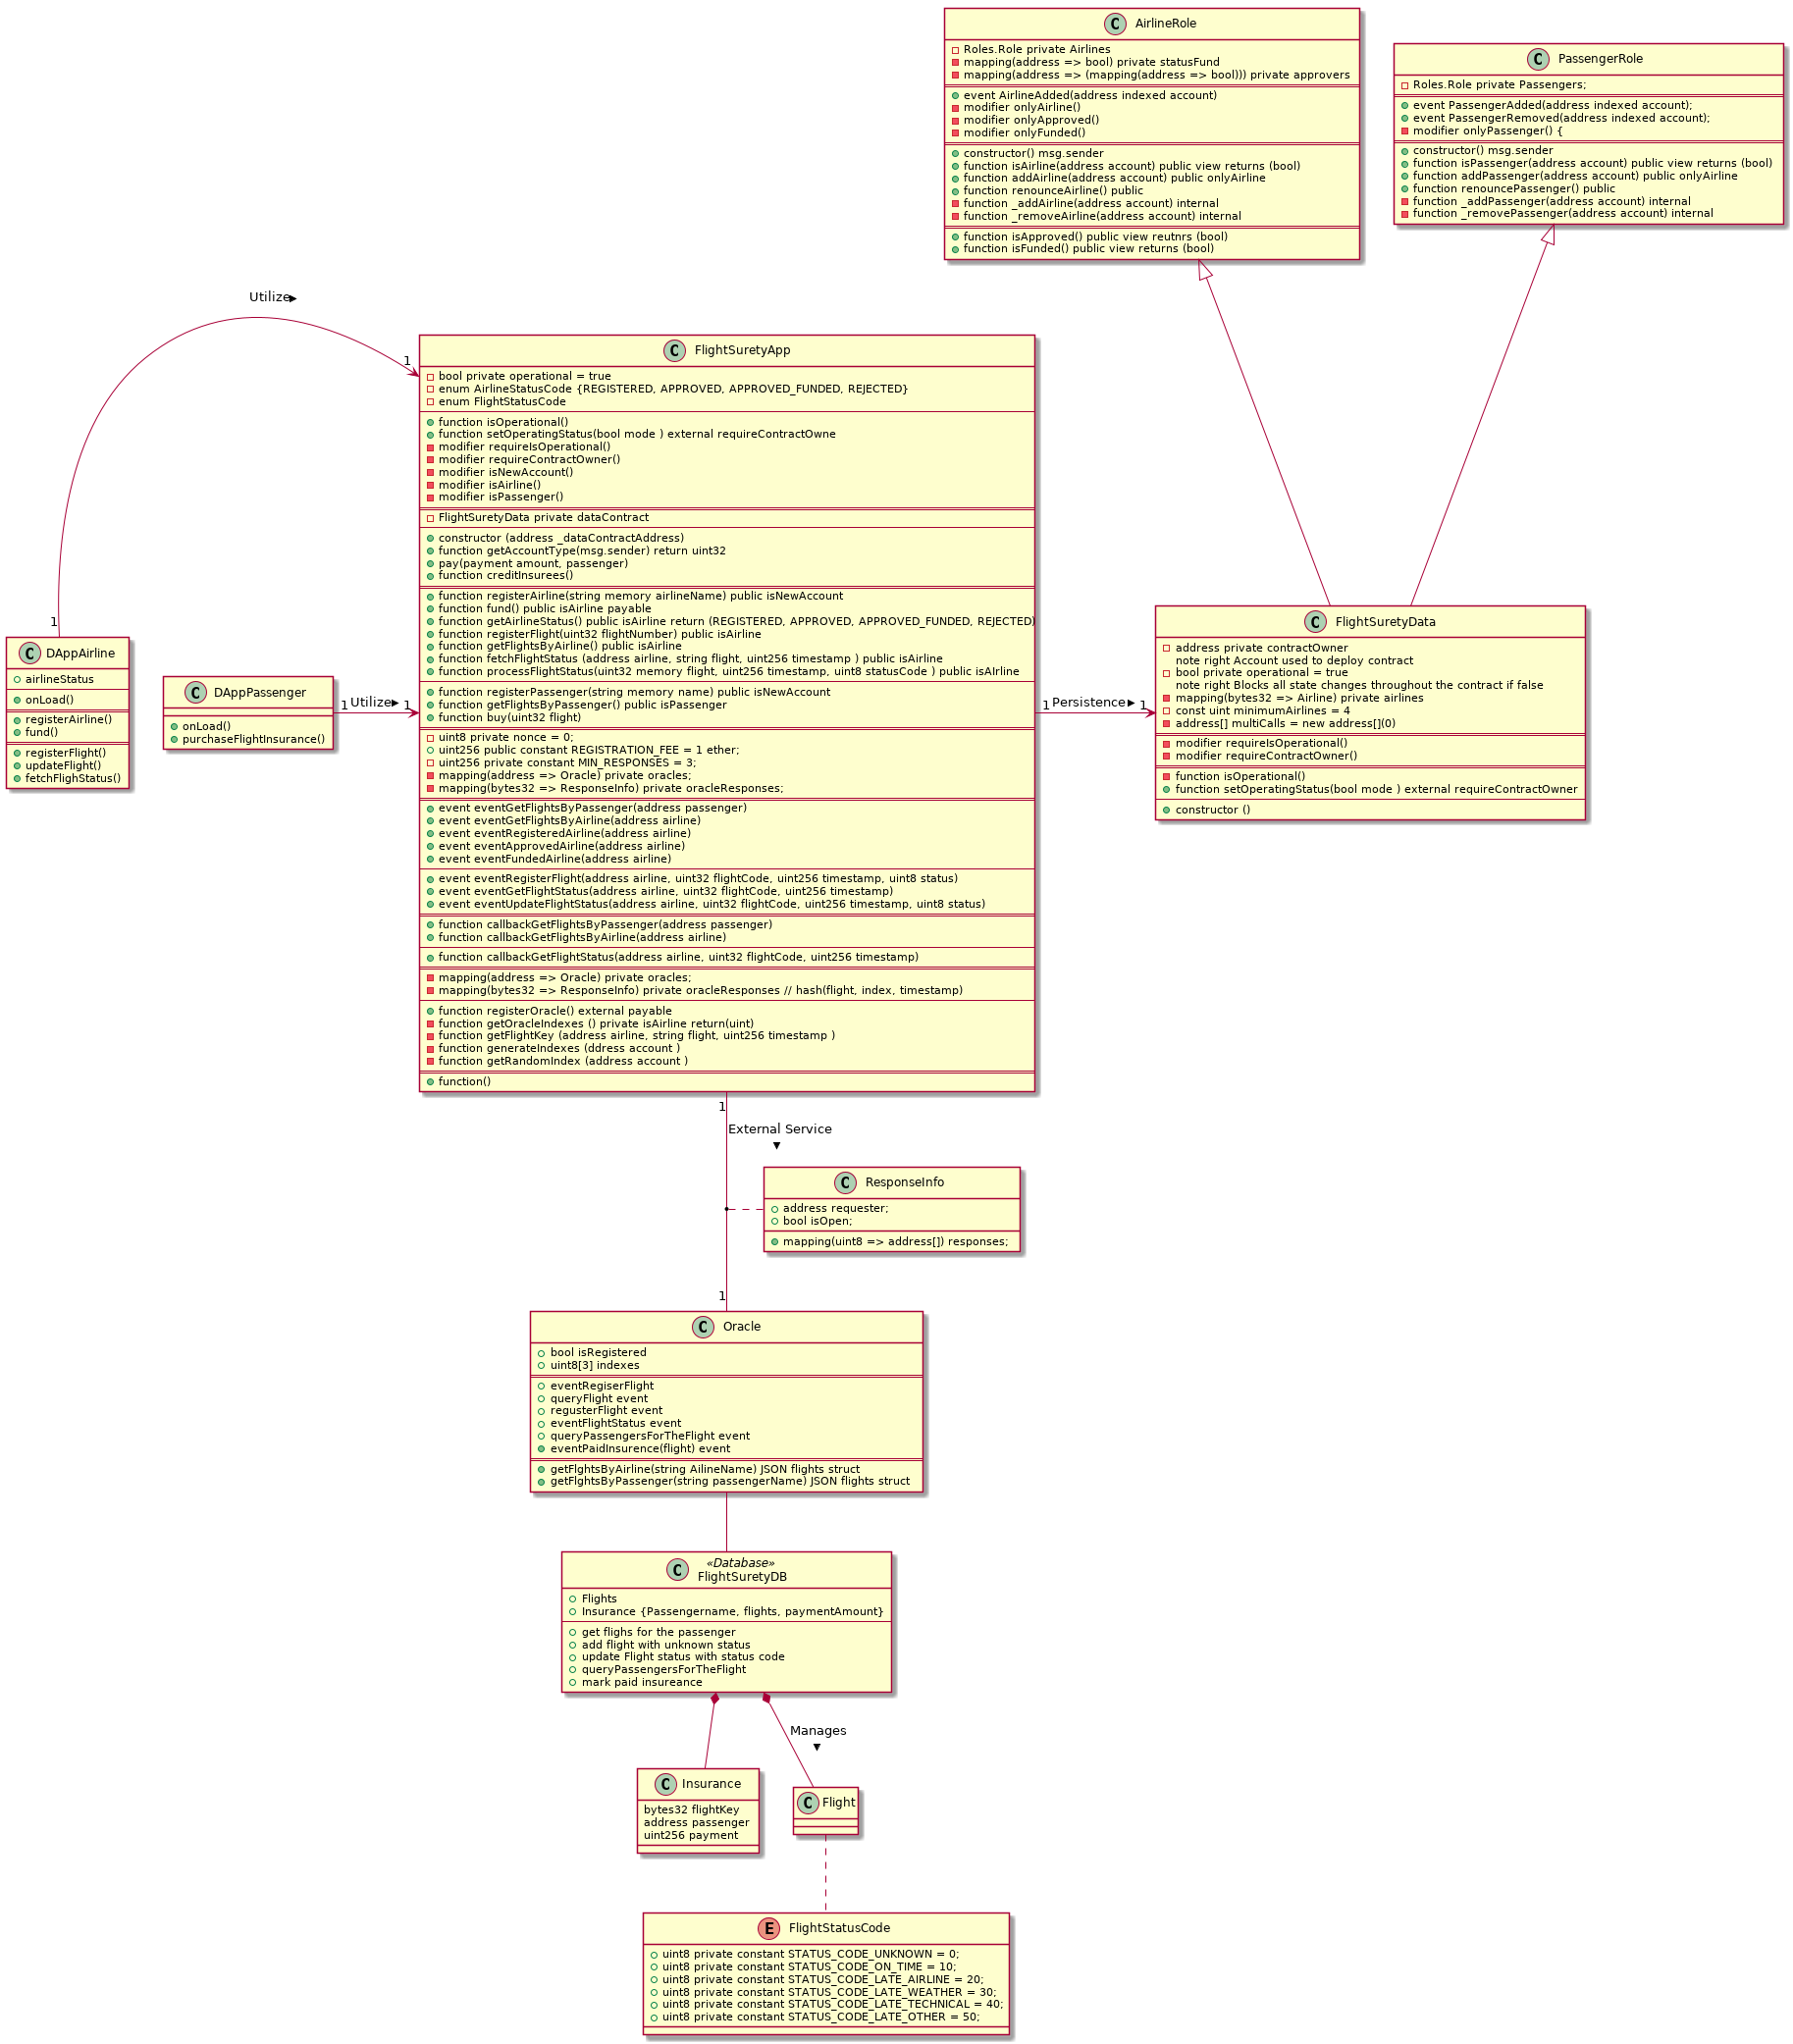 AirlineRole
Roles.Role private Airlines
mapping(address => bool) private statusFund
mapping(address => (mapping(address => bool))) private approvers
event AirlineAdded(address indexed account)
modifier onlyAirline()
modifier onlyApproved()
modifier onlyFunded()
constructor() msg.sender
function isAirline(address account) public view returns (bool)
function addAirline(address account) public onlyAirline
function renounceAirline() public
function _addAirline(address account) internal
function _removeAirline(address account) internal
function isApproved() public view reutnrs (bool)
function isFunded() public view returns (bool)
PassengerRole
Roles.Role private Passengers;
event PassengerAdded(address indexed account);
event PassengerRemoved(address indexed account);
modifier onlyPassenger() {
constructor() msg.sender
function isPassenger(address account) public view returns (bool)
function addPassenger(address account) public onlyAirline
function renouncePassenger() public
function _addPassenger(address account) internal
function _removePassenger(address account) internal
Utilize
1
1
FlightSuretyApp
bool private operational = true
enum AirlineStatusCode {REGISTERED, APPROVED, APPROVED_FUNDED, REJECTED}
enum FlightStatusCode
function isOperational()
function setOperatingStatus(bool mode ) external requireContractOwne
modifier requireIsOperational()
modifier requireContractOwner()
modifier isNewAccount()
modifier isAirline()
modifier isPassenger()
FlightSuretyData private dataContract
constructor (address _dataContractAddress)
function getAccountType(msg.sender) return uint32
pay(payment amount, passenger)
function creditInsurees()
function registerAirline(string memory airlineName) public isNewAccount
function fund() public isAirline payable
function getAirlineStatus() public isAirline return (REGISTERED, APPROVED, APPROVED_FUNDED, REJECTED)
function registerFlight(uint32 flightNumber) public isAirline
function getFlightsByAirline() public isAirline
function fetchFlightStatus (address airline, string flight, uint256 timestamp ) public isAirline
function processFlightStatus(uint32 memory flight, uint256 timestamp, uint8 statusCode ) public isAIrline
function registerPassenger(string memory name) public isNewAccount
function getFlightsByPassenger() public isPassenger
function buy(uint32 flight)
uint8 private nonce = 0;
uint256 public constant REGISTRATION_FEE = 1 ether;
uint256 private constant MIN_RESPONSES = 3;
mapping(address => Oracle) private oracles;
mapping(bytes32 => ResponseInfo) private oracleResponses;
event eventGetFlightsByPassenger(address passenger)
event eventGetFlightsByAirline(address airline)
event eventRegisteredAirline(address airline)
event eventApprovedAirline(address airline)
event eventFundedAirline(address airline)
event eventRegisterFlight(address airline, uint32 flightCode, uint256 timestamp, uint8 status)
event eventGetFlightStatus(address airline, uint32 flightCode, uint256 timestamp)
event eventUpdateFlightStatus(address airline, uint32 flightCode, uint256 timestamp, uint8 status)
function callbackGetFlightsByPassenger(address passenger)
function callbackGetFlightsByAirline(address airline)
function callbackGetFlightStatus(address airline, uint32 flightCode, uint256 timestamp)
mapping(address => Oracle) private oracles;
mapping(bytes32 => ResponseInfo) private oracleResponses // hash(flight, index, timestamp)
function registerOracle() external payable
function getOracleIndexes () private isAirline return(uint)
function getFlightKey (address airline, string flight, uint256 timestamp )
function generateIndexes (ddress account )
function getRandomIndex (address account )
function()
DAppAirline
airlineStatus
onLoad()
registerAirline()
fund()
registerFlight()
updateFlight()
fetchFlighStatus()
DAppPassenger
onLoad()
purchaseFlightInsurance()
1 Utilize 1
1 Persistence 1
FlightSuretyData
address private contractOwner
note right Account used to deploy contract
bool private operational = true
note right Blocks all state changes throughout the contract if false
mapping(bytes32 => Airline) private airlines
const uint minimumAirlines = 4
address[] multiCalls = new address[](0)
modifier requireIsOperational()
modifier requireContractOwner()
function isOperational()
function setOperatingStatus(bool mode ) external requireContractOwner
constructor ()
1
External Service
ResponseInfo
address requester;
bool isOpen;
mapping(uint8 => address[]) responses;
1
Oracle
bool isRegistered
uint8[3] indexes
eventRegiserFlight
queryFlight event
regusterFlight event
eventFlightStatus event
queryPassengersForTheFlight event
eventPaidInsurence(flight) event
getFlghtsByAirline(string AilineName) JSON flights struct
getFlghtsByPassenger(string passengerName) JSON flights struct
«Database»
FlightSuretyDB
Flights
Insurance {Passengername, flights, paymentAmount}
get flighs for the passenger
add flight with unknown status
update Flight status with status code
queryPassengersForTheFlight
mark paid insureance
Manages
Insurance
bytes32 flightKey
address passenger
uint256 payment
Flight
FlightStatusCode
uint8 private constant STATUS_CODE_UNKNOWN = 0;
uint8 private constant STATUS_CODE_ON_TIME = 10;
uint8 private constant STATUS_CODE_LATE_AIRLINE = 20;
uint8 private constant STATUS_CODE_LATE_WEATHER = 30;
uint8 private constant STATUS_CODE_LATE_TECHNICAL = 40;
uint8 private constant STATUS_CODE_LATE_OTHER = 50;